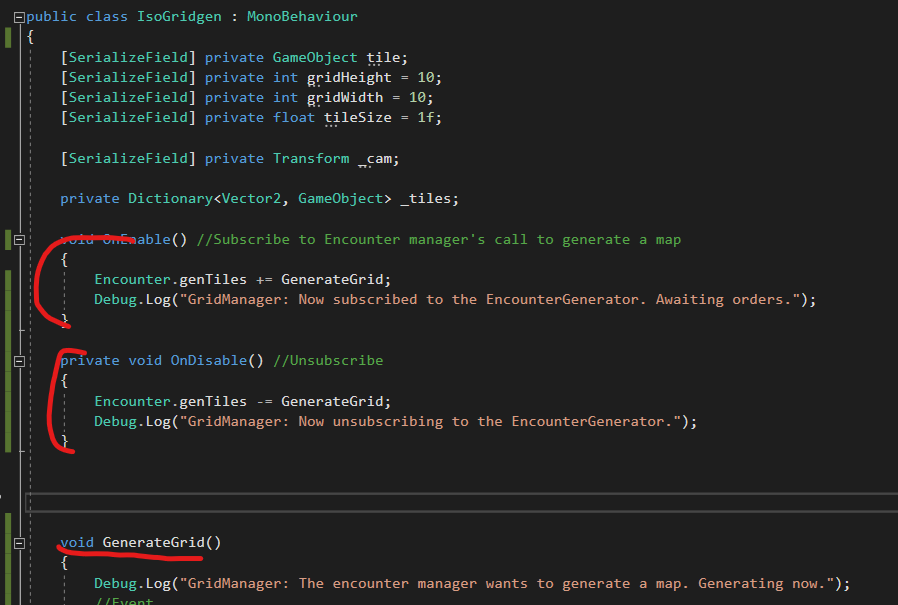 public class IsoGridgen : MonoBehaviour
{
[SerializeField] private GameObject tile;
[SerializeField] private int gridHeight = 10;
[SerializeField] private int gridWidth = 10;
[SerializeField] private float tileSize = 1f;
[SerializeField] private Transform _cam;
private Dictionary<Vector2, GameObject> _tiles;
void OnEnable() //Subscribe to Encounter manager's call to generate a map
{
Encounter.genTiles += GenerateGrid;
Debug.Log("GridManager: Now subscribed to the EncounterGenerator. Awaiting orders.");
}
private void OnDisable() //Unsubscribe
{
Encounter.genTiles -= GenerateGrid;
Debug.Log("GridManager: Now unsubscribing to the EncounterGenerator.");
}
void GenerateGrid()
{
Debug.Log("GridManager: The encounter manager wants to generate a map. Generating now.");
//Event